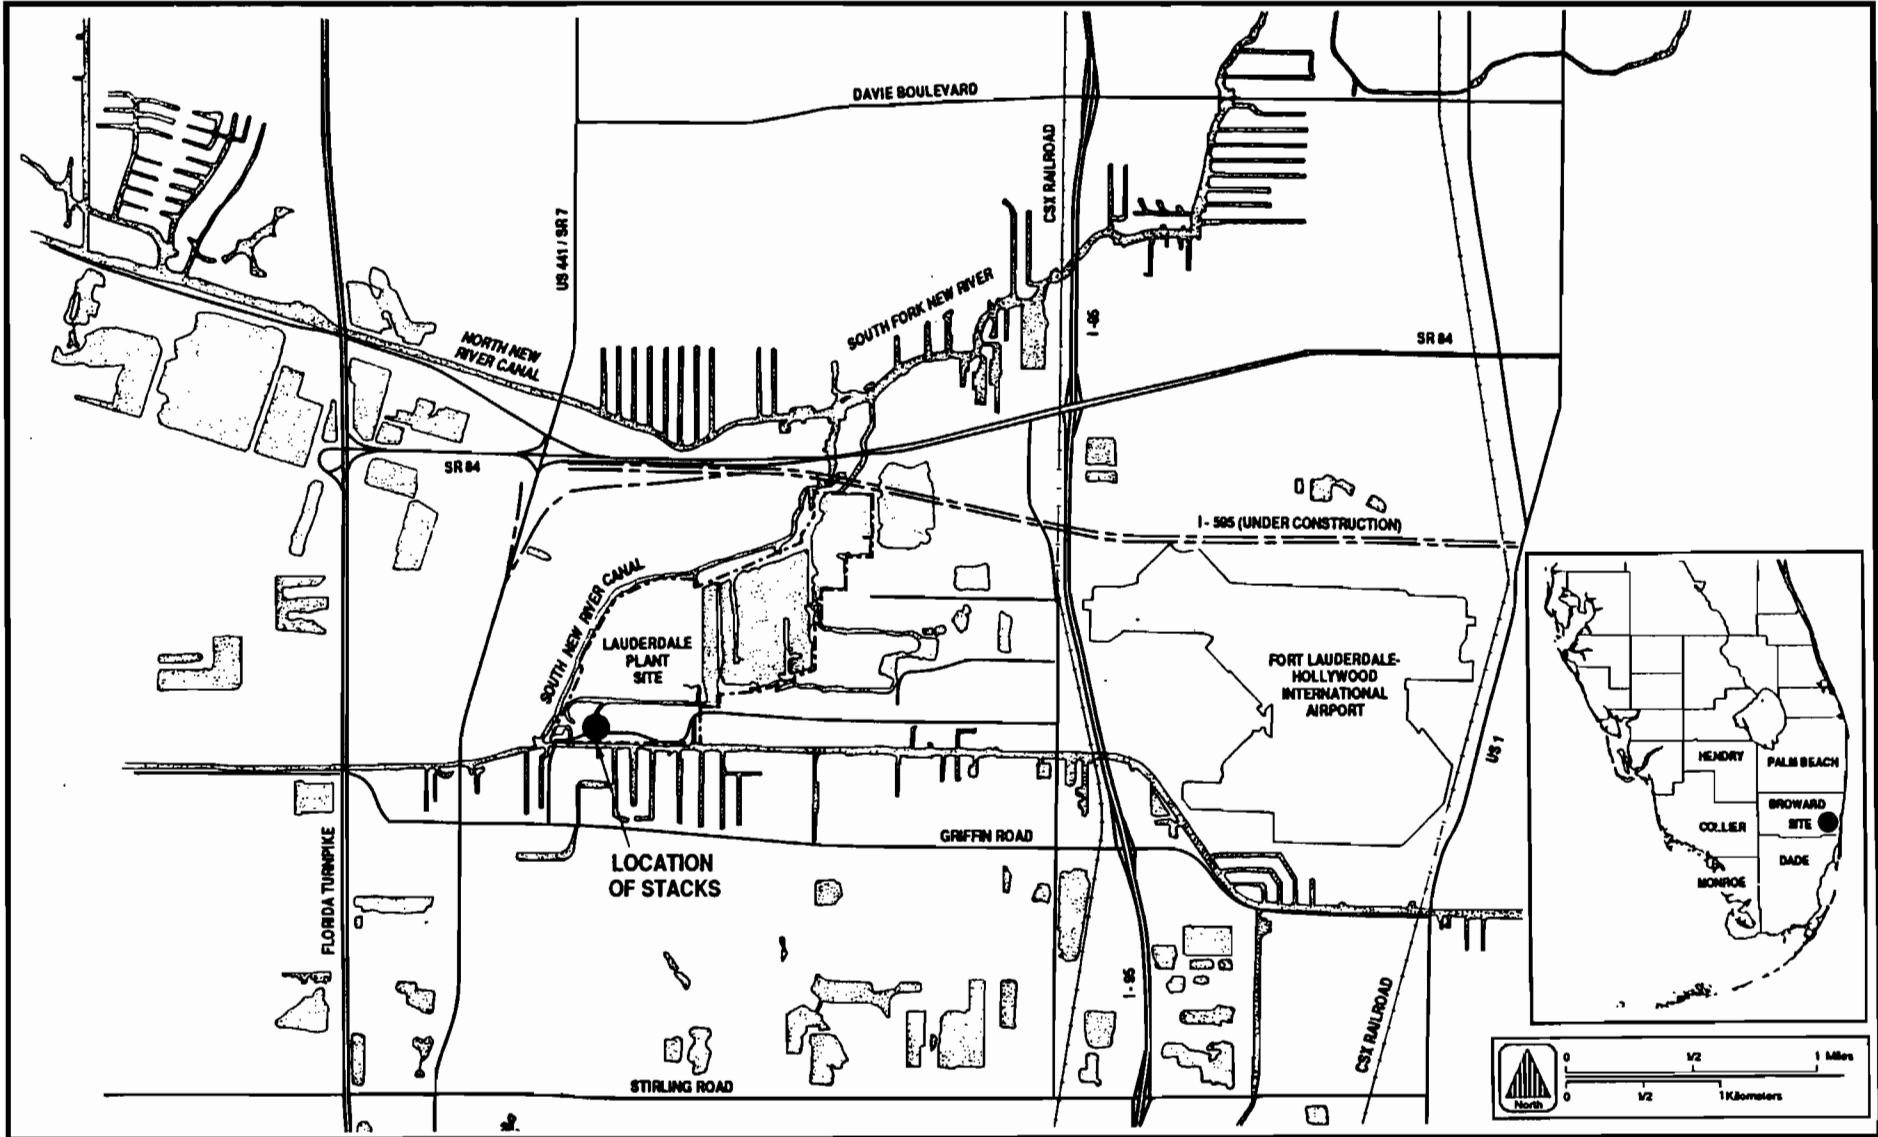 DAVIE BOULEVARD
CSX RAILROAD
US 441 / SR 7
SOUTH FORK NEW RIVER
NORTH NEW
RIVER CANAL
I-95
SR 84
SR 84
I - 595 (UNDER CONSTRUCTION)
SOUTH NEW RIVER CANAL
LAUDERDALE
PLANT
SITE
FORT LAUDERDALE-
HOLLYWOOD
INTERNATIONAL
AIRPORT
US 1
GRIFFIN ROAD
LOCATION
OF STACKS
FLORIDA TURNPIKE
I - 95
CSX RAILROAD
STIRLING ROAD
HENDRY
PALM BEACH
BROWARD
SITE
COLLIER
DADE
MONROE
North
0 1/2 1 Miles
0 1/2 1 Kilometers